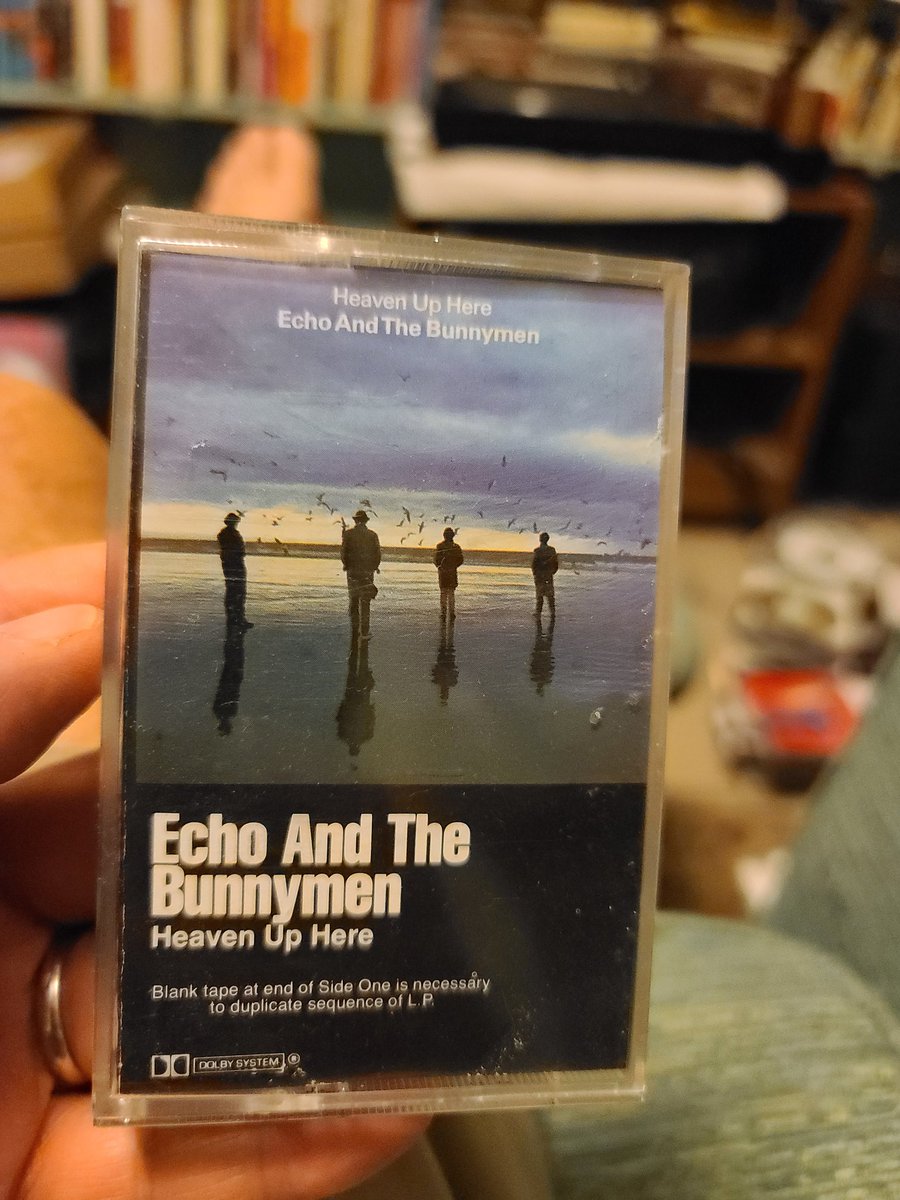 Heaven Up Here
Echo And The Bunnymen
Echo And The
Bunnymen
Heaven Up Here
Blank tape at end of Side One is necessary
to duplicate sequence of L.P.
DOLBY SYSTEM ®